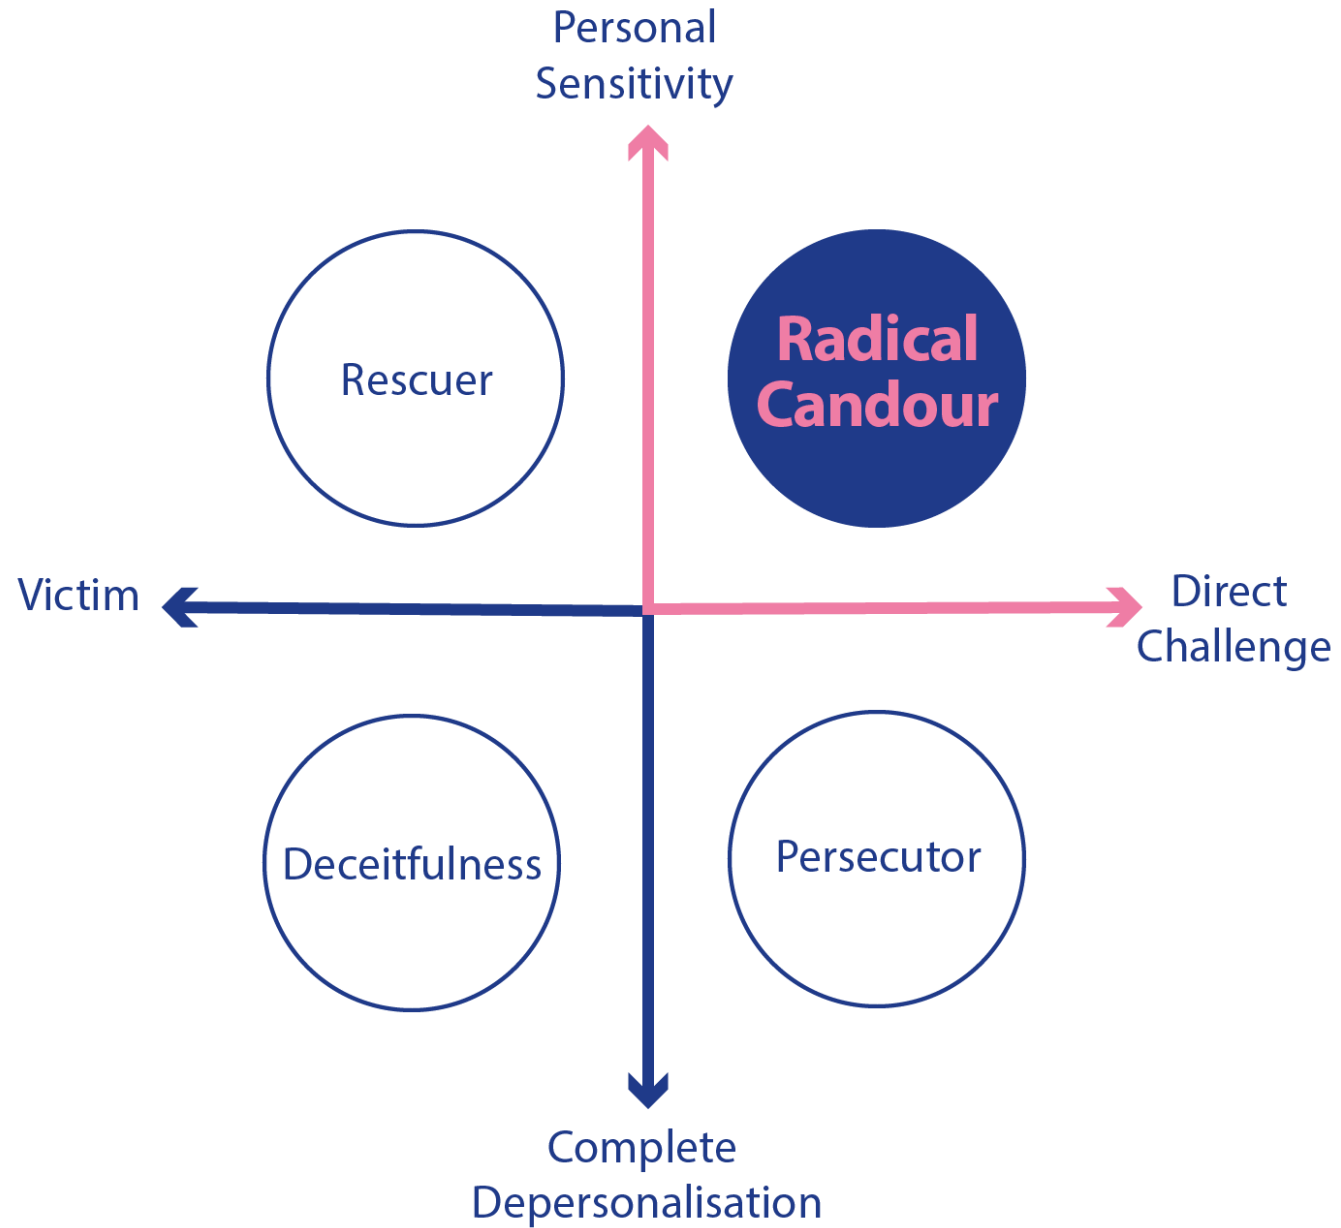 Personal
Sensitivity
Rescuer
Radical
Candour
Victim
Direct
Challenge
Deceitfulness
Persecutor
Complete
Depersonalisation